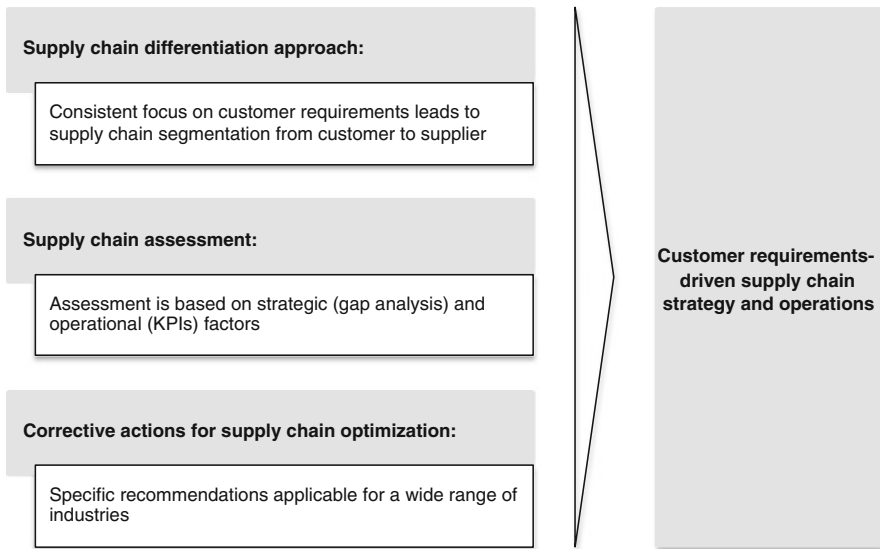 Supply chain differentiation approach:
Consistent focus on customer requirements leads to
supply chain segmentation from customer to supplier
Supply chain assessment:
Assessment is based on strategic (gap analysis) and
operational (KPIs) factors
Corrective actions for supply chain optimization:
Specific recommendations applicable for a wide range of
industries
Customer requirements-
driven supply chain
strategy and operations